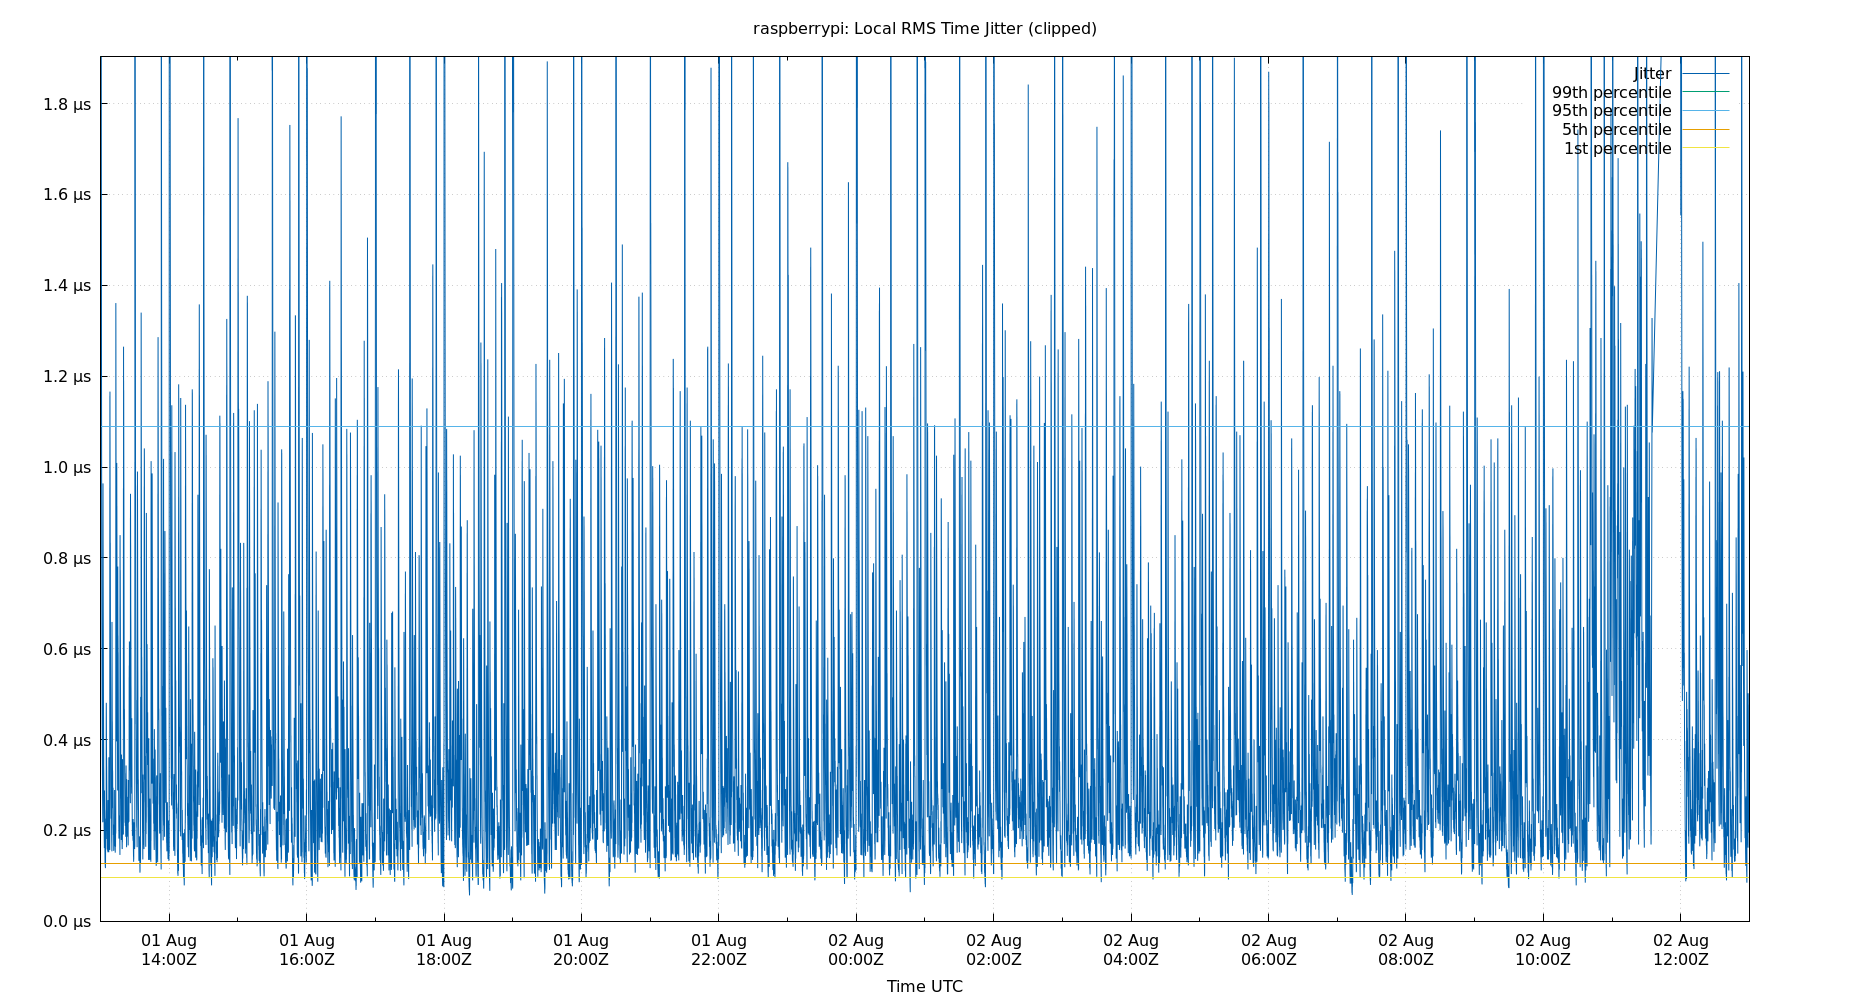 raspberrypi: Local RMS Time Jitter (clipped)
Jitter
99th percentile
95th percentile
5th percentile
1st percentile
1.8 μs
1.6 μs
1.4 μs
1.2 μs
1.0 μs
0.8 μs
0.6 μs
0.4 μs
0.2 μs
0.0 μs
01 Aug 01 Aug 01 Aug 01 Aug 01 Aug 02 Aug 02 Aug 02 Aug 02 Aug 02 Aug 02 Aug 02 Aug
14:00Z 16:00Z 18:00Z 20:00Z 22:00Z 00:00Z 02:00Z 04:00Z 06:00Z 08:00Z 10:00Z 12:00Z
Time UTC